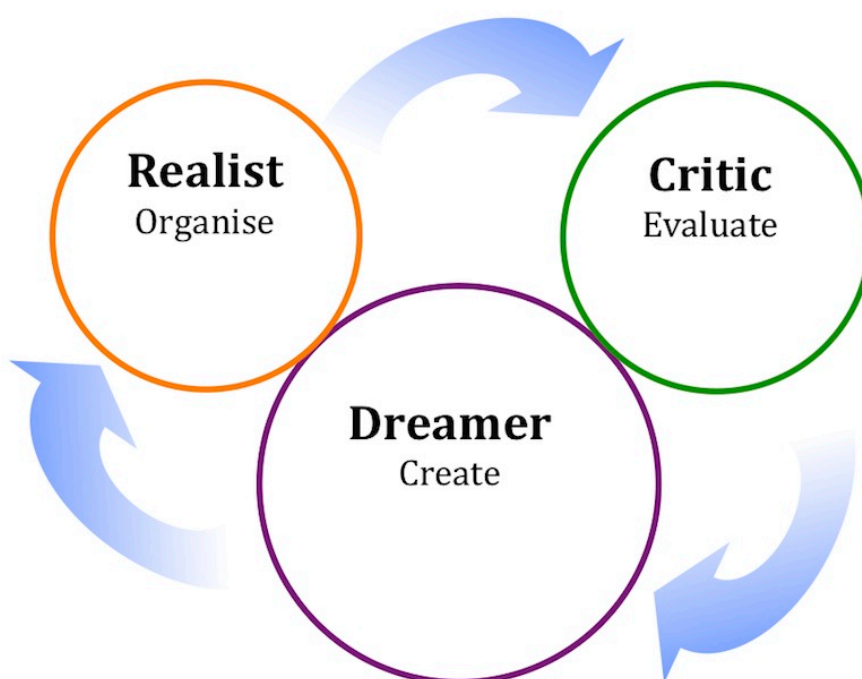 Realist
Organise
Critic
Evaluate
Dreamer
Create